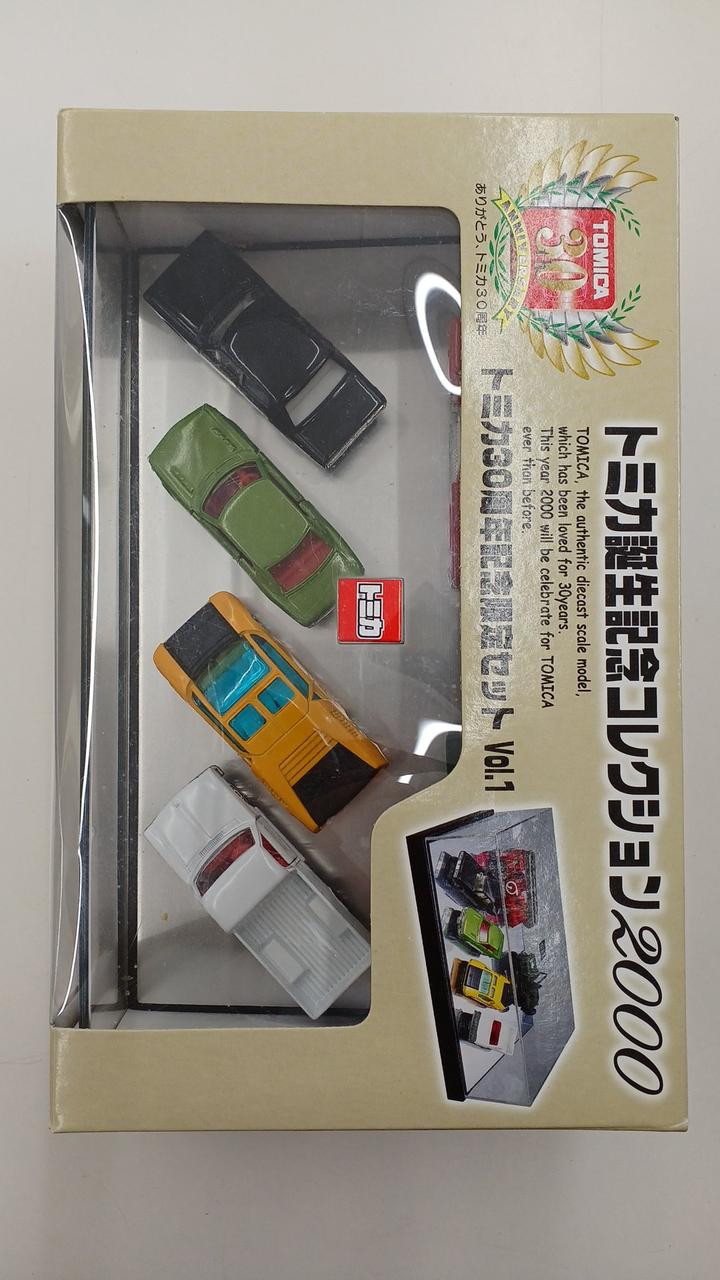 TOMICA
30th
ANNIVERSARY
ありがとう、トミカ30周年
トミカ誕生記念コレクション2000
TOMICA, the authentic diecast scale model,
which has been loved for 30years.
This year 2000 will be celebrate for TOMICA
ever than before.
トミカ30周年記念限定セット Vol.1
トミカ